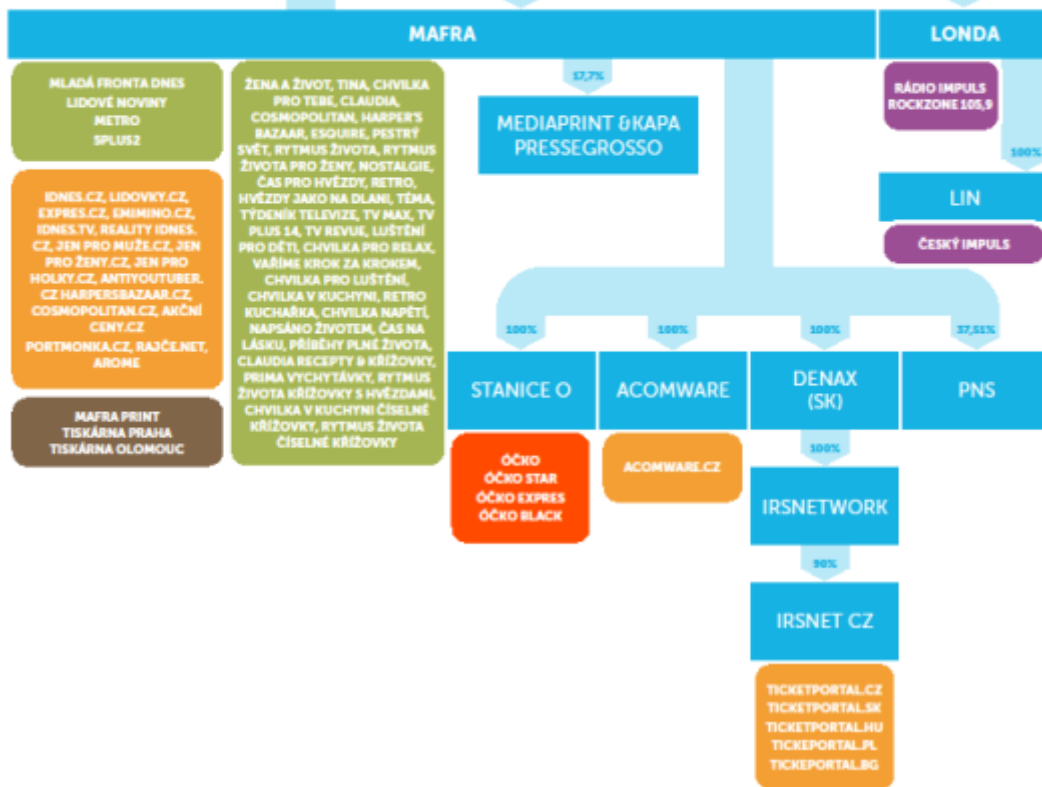 MAFRA
LONDA
MLADÁ FRONTA DNES
LIDOVÉ NOVINY
METRO
5PLUS2
IDNES.CZ, LIDOVKY.CZ,
EXPRES.CZ, EMIMINO.CZ,
IDNES.TV, REALITY IDNES.
CZ, JEN PRO MUŽE.CZ, JEN
PRO ŽENY.CZ, JEN PRO
HOLKY.CZ, ANTIYOUTUBER.
CZ HARPERSBAZAAR.CZ,
COSMOPOLITAN.CZ, AKČNÍ
CENY.CZ
PORTMONKA.CZ, RAJČE.NET,
AROME
MAFRA PRINT
TISKÁRNA PRAHA
TISKÁRNA OLOMOUC
ŽENA A ŽIVOT, TINA, CHVILKA
PRO TEBE, CLAUDIA,
COSMOPOLITAN, HARPER'S
BAZAAR, ESQUIRE, PESTRÝ
SVĚT, RYTMUS ŽIVOTA, RYTMUS
ŽIVOTA PRO ŽENY, NOSTALGIE,
ČAS PRO HVĚZDY, RETRO,
HVĚZDY JAKO NA DLANI, TÉMA,
TÝDENÍK TELEVIZE, TV MAX, TV
PLUS 14, TV REVUE, LUŠTĚNÍ
PRO DĚTI, CHVILKA PRO RELAX,
VAŘÍME KROK ZA KROKEM,
CHVILKA PRO LUŠTĚNÍ,
CHVILKA V KUCHYNI, RETRO
KUCHAŘKA, CHVILKA NAPĚTÍ,
NAPSÁNO ŽIVOTEM, ČAS NA
LÁSKU, PŘÍBĚHY PLNÉ ŽIVOTA,
CLAUDIA RECEPTY & KŘÍŽOVKY,
PRIMA VYCHYTÁVKY, RYTMUS
ŽIVOTA KŘÍŽOVKY S HVĚZDAMI,
CHVILKA V KUCHYNI ČÍSELNÉ
KŘÍŽOVKY, RYTMUS ŽIVOTA
ČÍSELNÉ KŘÍŽOVKY
17,7%
MEDIAPRINT &KAPA
PRESSEGROSSO
RÁDIO IMPULS
ROCKZONE 105,9
100%
LIN
ČESKÝ IMPULS
100%
100%
100%
37,51%
STANICE O
ACOMWARE
DENAX
(SK)
PNS
ÓČKO
ÓČKO STAR
ÓČKO EXPRES
ÓČKO BLACK
ACOMWARE.CZ
100%
IRSNETWORK
90%
IRSNET CZ
TICKETPORTAL.CZ
TICKETPORTAL.SK
TICKETPORTAL.HU
TICKEPORTAL.PL
TICKEPORTAL.BG